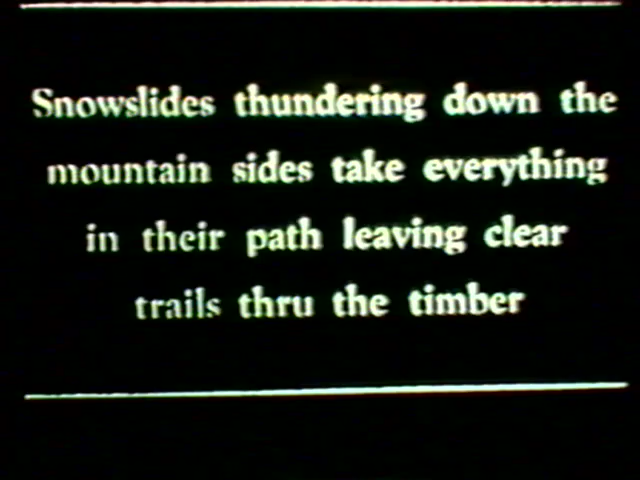 Snowslides thundering down the
mountain sides take everything
in their path leaving clear
trails thru the timber